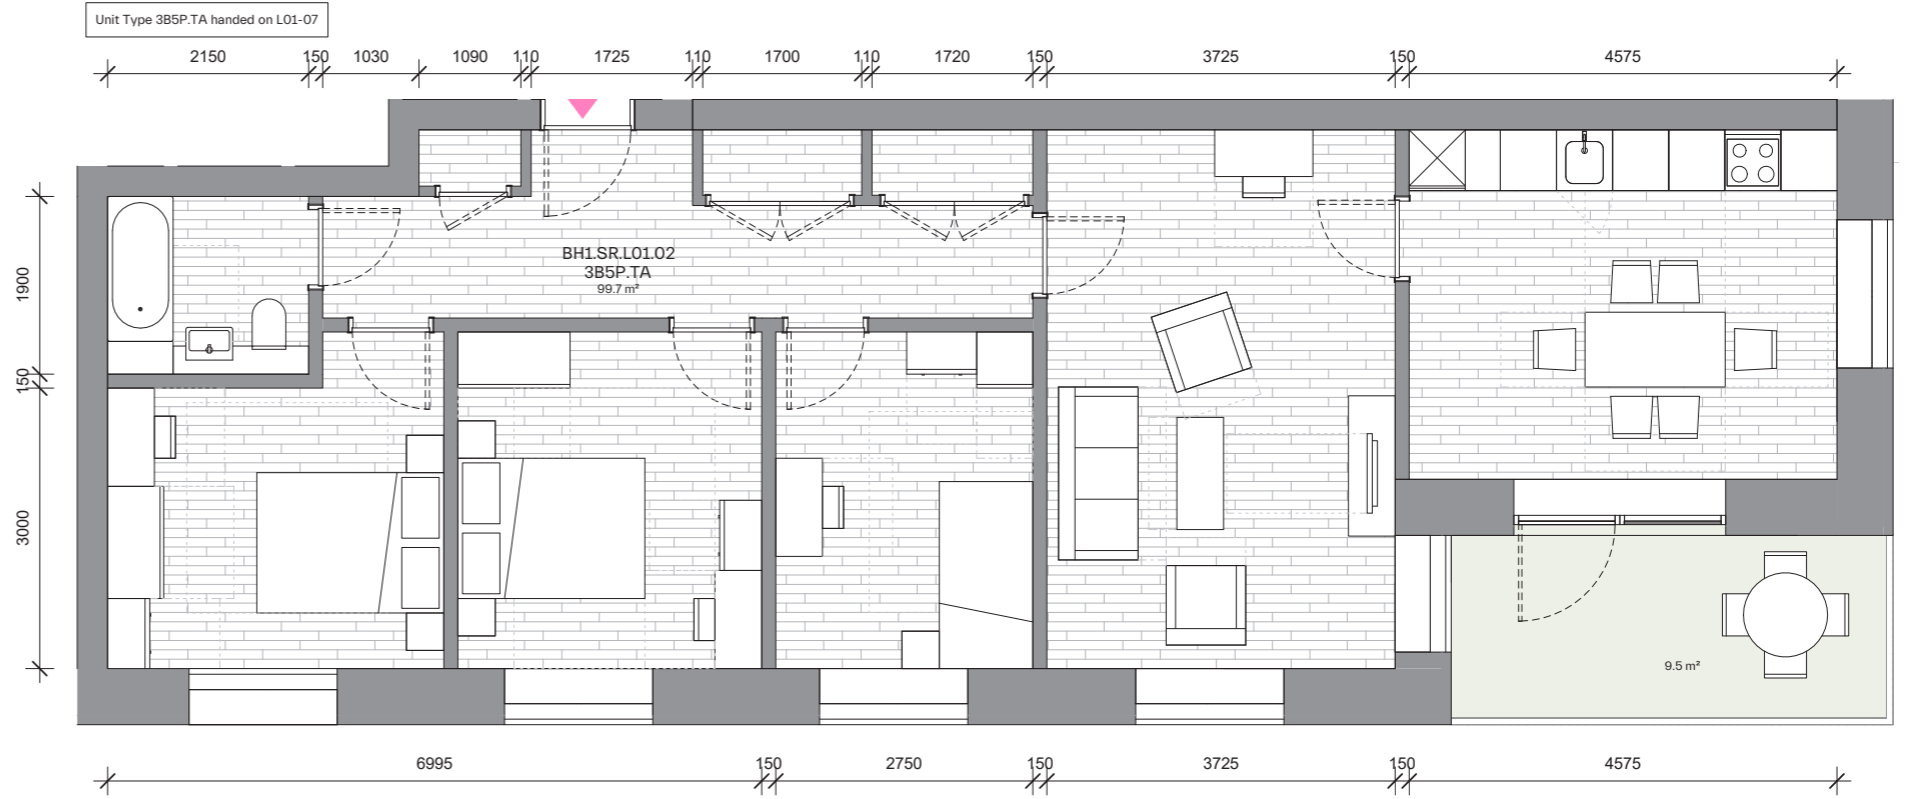 Unit Type 3B5P.TA handed on L01-07
2150 150 1030 1090 110 1725 110 1700 110 1720 150 3725 150 4575
1900
150
3000
BH1.SR.L01.02
3B5P.TA
99.7 m²
9.5 m²
6995 150 2750 150 3725 150 4575